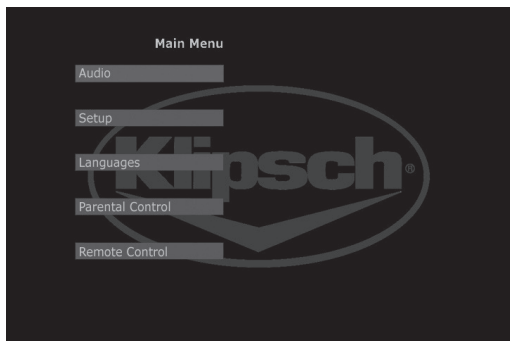 Main Menu
Audio
Setup
Languages
Parental Control
Remote Control
Klipsch®